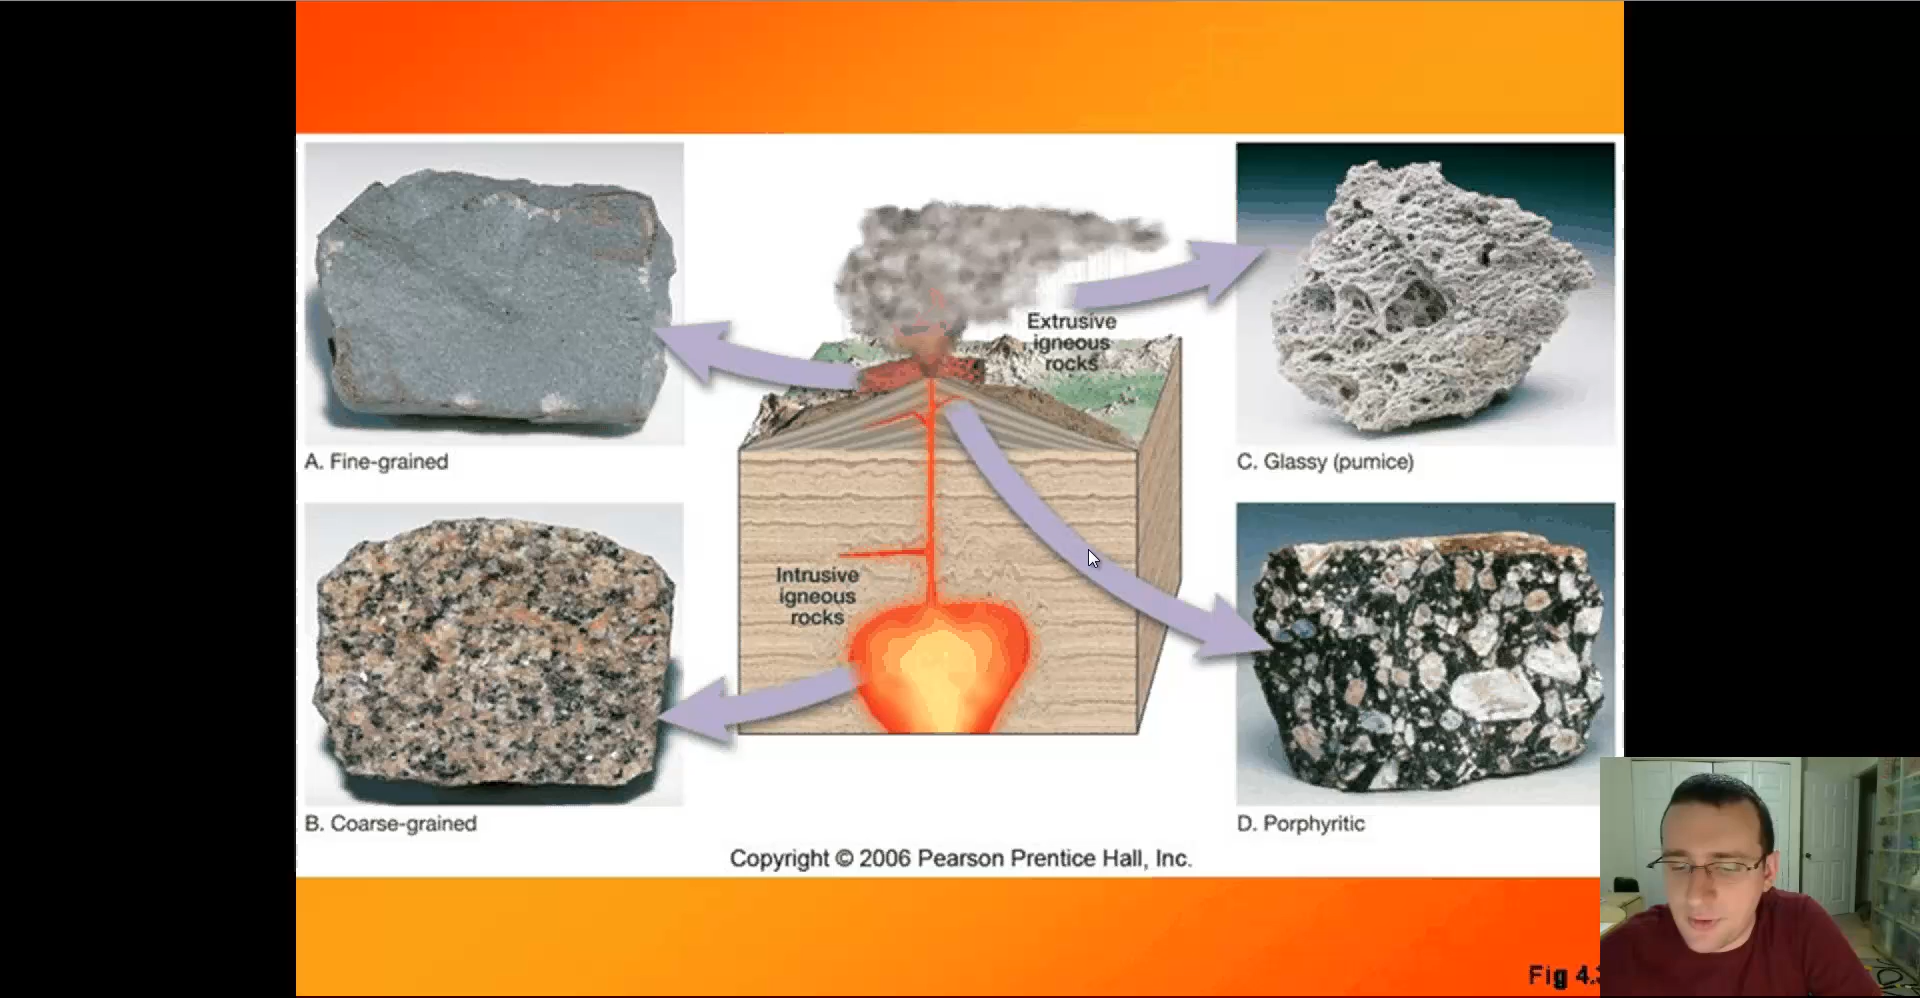 Extrusive
igneous
rocks
A. Fine-grained
C. Glassy (pumice)
Intrusive
igneous
rocks
B. Coarse-grained
D. Porphyritic
Copyright © 2006 Pearson Prentice Hall, Inc.
Fig 4.